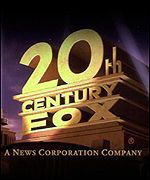 20th
CENTURY
FOX
®
A NEWS CORPORATION COMPANY